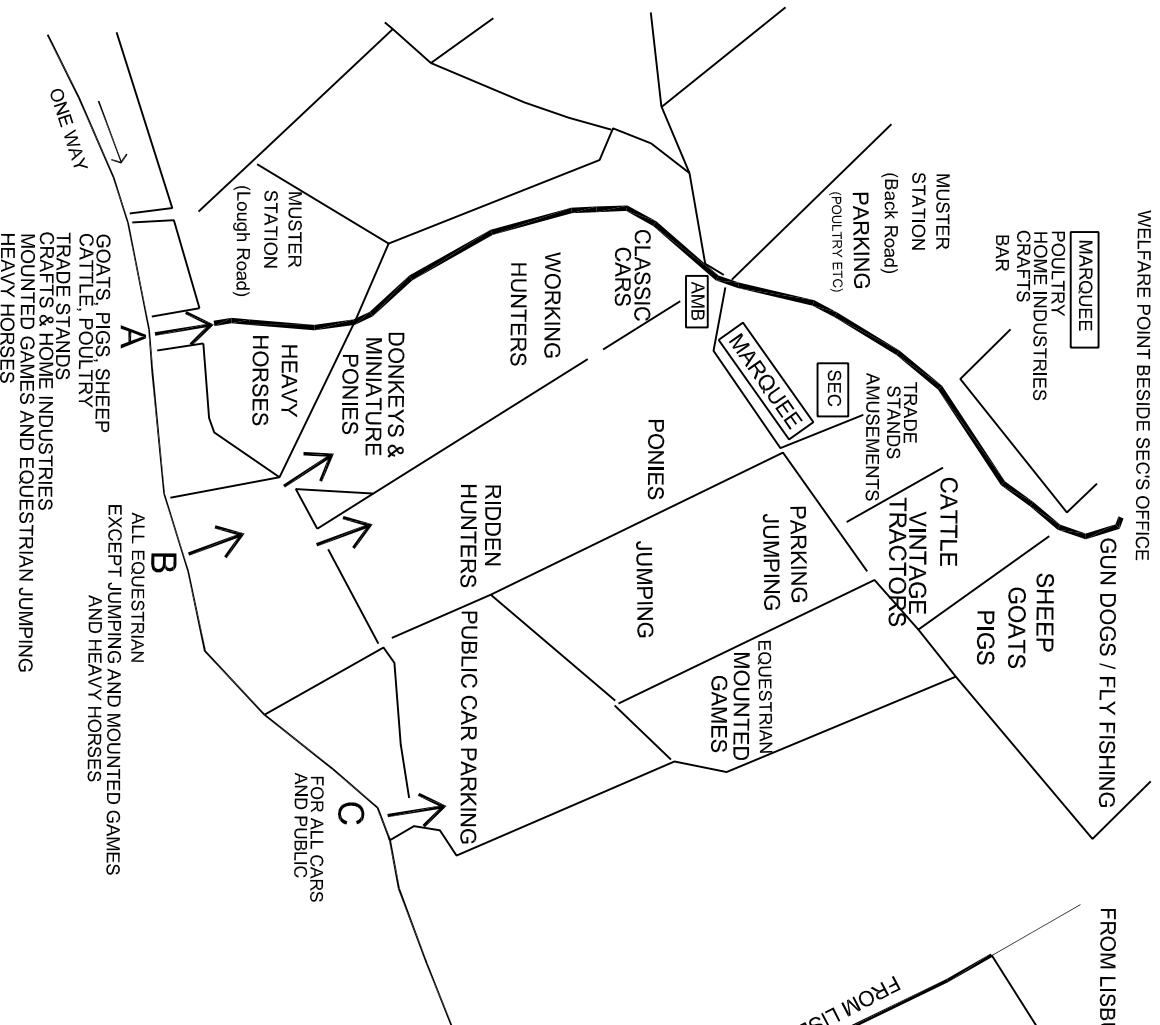 WELFARE POINT BESIDE SEC'S OFFICE
MARQUEE
POULTRY
HOME INDUSTRIES
CRAFTS
BAR
MUSTER
STATION
(Back Road)
PARKING
(POULTRY ETC)
GUN DOGS / FLY FISHING
SHEEP
GOATS
PIGS
CATTLE
VINTAGE
TRACTORS
TRADE
STANDS
AMUSEMENTS
SEC
MARQUEE
AMB
CLASSIC
CARS
WORKING
HUNTERS
PONIES
JUMPING
PARKING
JUMPING
EQUESTRIAN
MOUNTED
GAMES
RIDDEN
HUNTERS
PUBLIC CAR PARKING
DONKEYS &
MINIATURE
PONIES
HEAVY
HORSES
MUSTER
STATION
(Lough Road)
ONE WAY
A
GOATS, PIGS, SHEEP
CATTLE, POULTRY
TRADE STANDS
CRAFTS & HOME INDUSTRIES
MOUNTED GAMES AND EQUESTRIAN JUMPING
HEAVY HORSES
B
ALL EQUESTRIAN
EXCEPT JUMPING AND MOUNTED GAMES
AND HEAVY HORSES
C
FOR ALL CARS
AND PUBLIC
FROM
FROM